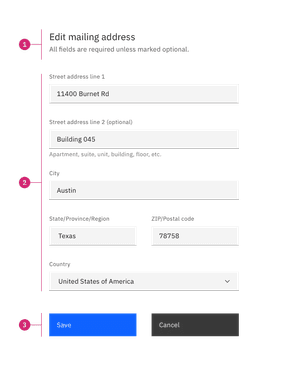 1
Edit mailing address
All fields are required unless marked optional.
Street address line 1
11400 Burnet Rd
Street address line 2 (optional)
Building 045
Apartment, suite, unit, building, floor, etc.
2
City
Austin
State/Province/Region ZIP/Postal code
Texas 78758
Country
United States of America
3
Save Cancel